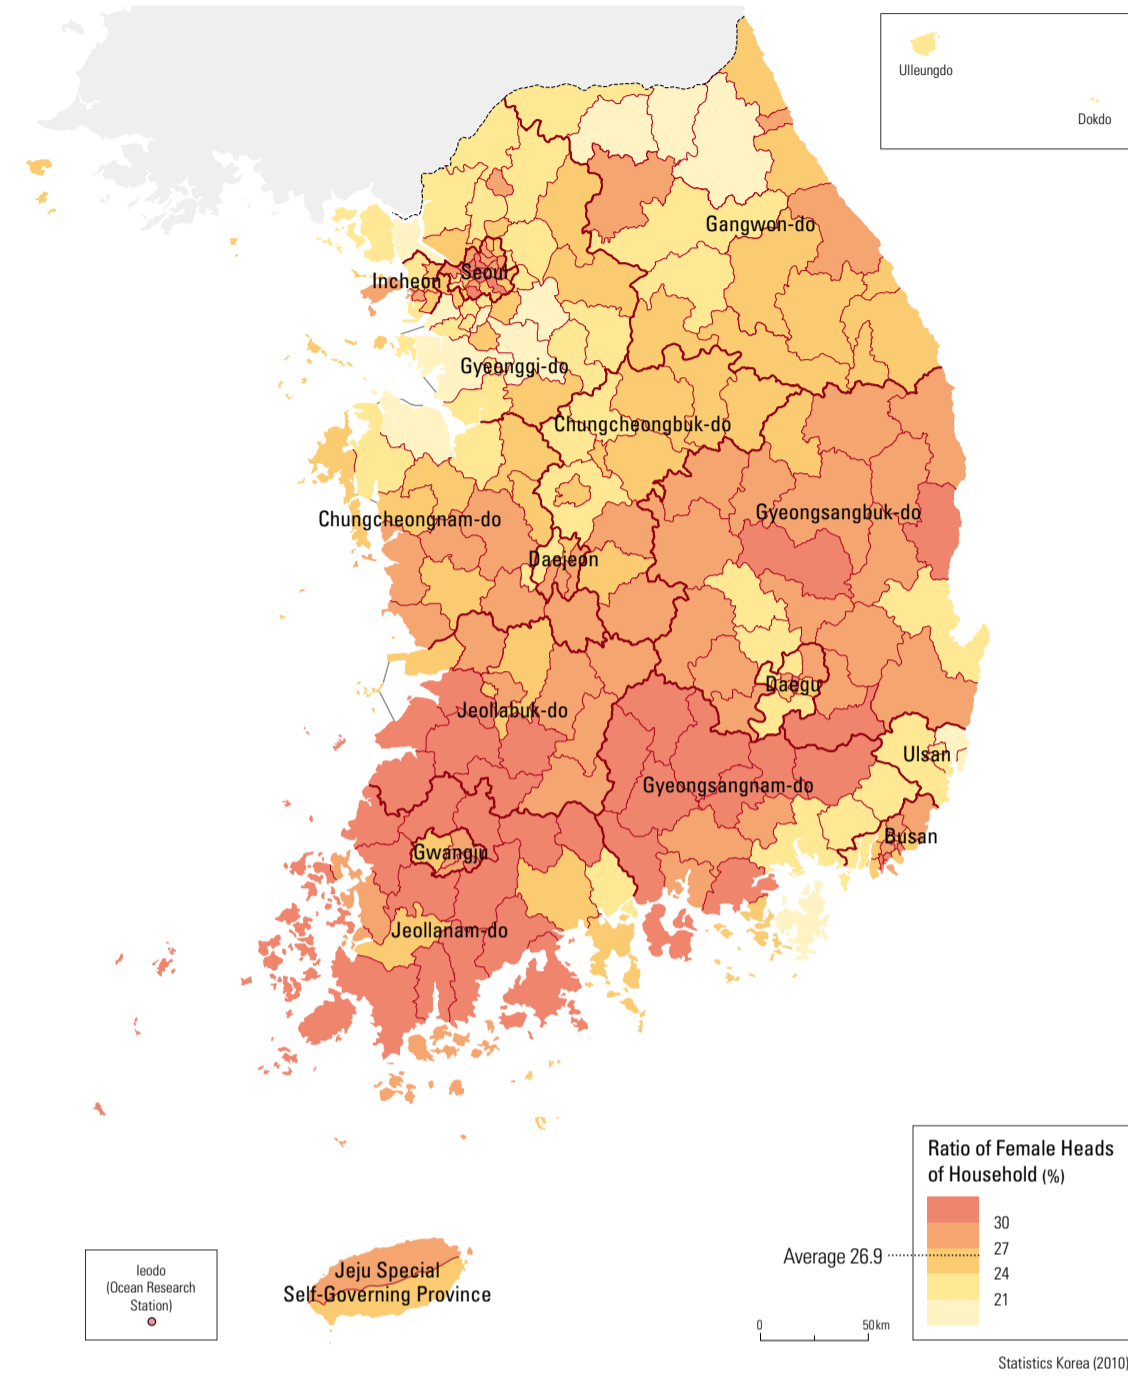 Ulleungdo
Dokdo
Gangwon-do
Seoul
Incheon
Gyeonggi-do
Chungcheongbuk-do
Gyeongsangbuk-do
Chungcheongnam-do
Daejeon
Daegu
Jeollabuk-do
Ulsan
Gyeongsangnam-do
Busan
Gwangju
Jeollanam-do
Ratio of Female Heads
of Household (%)
30
27
Average 26.9
24
21
Ieodo
(Ocean Research
Station)
Jeju Special
Self-Governing Province
0 50km
Statistics Korea (2010)